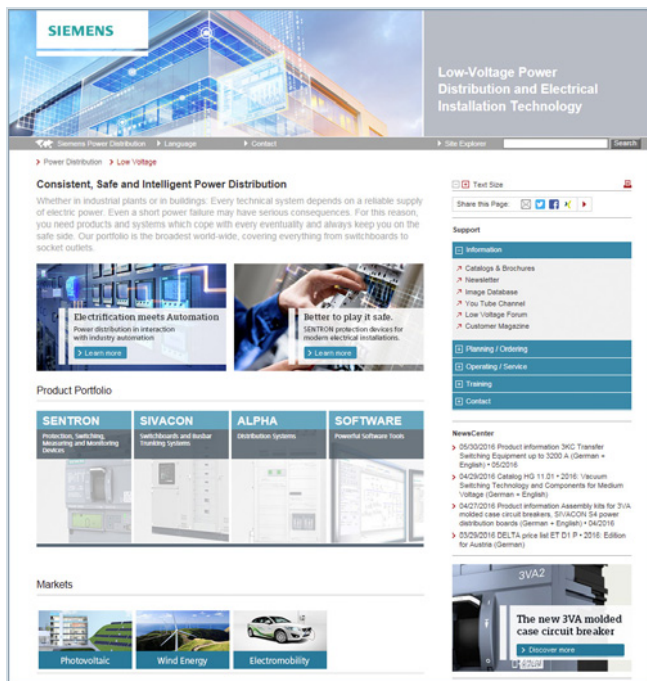 SIEMENS
Low-Voltage Power
Distribution and Electrical
Installation Technology
Siemens Power Distribution
Language
Contact
Site Explorer
Search
Power Distribution
Low Voltage
Consistent, Safe and Intelligent Power Distribution
Whether in industrial plants or in buildings: Every technical system depends on a reliable supply
of electric power. Even a short power failure may have serious consequences. For this reason,
you need products and systems which cope with every eventuality and always keep you on the
safe side. Our portfolio is the broadest world-wide, covering everything from switchboards to
socket outlets.
Electrification meets Automation
Power distribution in interaction
with industry automation
Learn more
Better to play it safe.
SENTRON protection devices for
modern electrical installations.
Learn more
Product Portfolio
SENTRON
Protection, Switching,
Measuring and Monitoring
Devices
SIVACON
Switchboards and Busbar
Trunking Systems
ALPHA
Distribution Systems
SOFTWARE
Powerful Software Tools
Markets
Photovoltaic
Wind Energy
Electromobility
Text Size
Share this Page:
Support
Information
Catalogs & Brochures
Newsletter
Image Database
You Tube Channel
Low Voltage Forum
Customer Magazine
Planning / Ordering
Operating / Service
Training
Contact
NewsCenter
05/30/2016 Product information 3KC Transfer
Switching Equipment up to 3200 A (German +
English) • 05/2016
04/29/2016 Catalog HG 11.01 • 2016: Vacuum
Switching Technology and Components for Medium
Voltage (German + English)
04/27/2016 Product information Assembly kits for 3VA
molded case circuit breakers, SIVACON S4 power
distribution boards (German + English) • 04/2016
03/29/2016 DELTA price list ET D1 P • 2016: Edition
for Austria (German)
3VA2
The new 3VA molded
case circuit breaker
Discover more